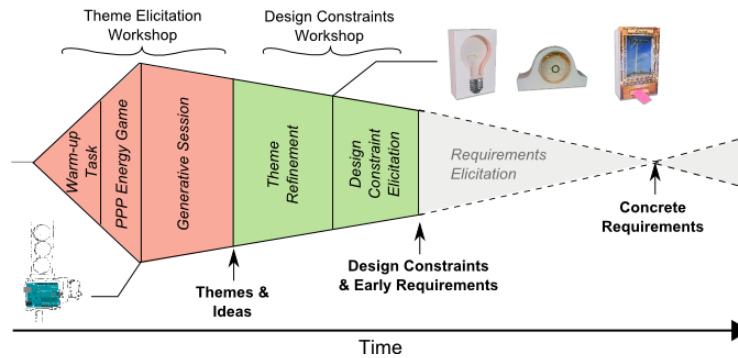 Theme Elicitation
Workshop
Design Constraints
Workshop
Warm-up
Task
PPP Energy Game
Generative Session
Theme
Refinement
Design
Constraint
Elicitation
Requirements
Elicitation
Themes &
Ideas
Design Constraints
& Early Requirements
Concrete
Requirements
Time